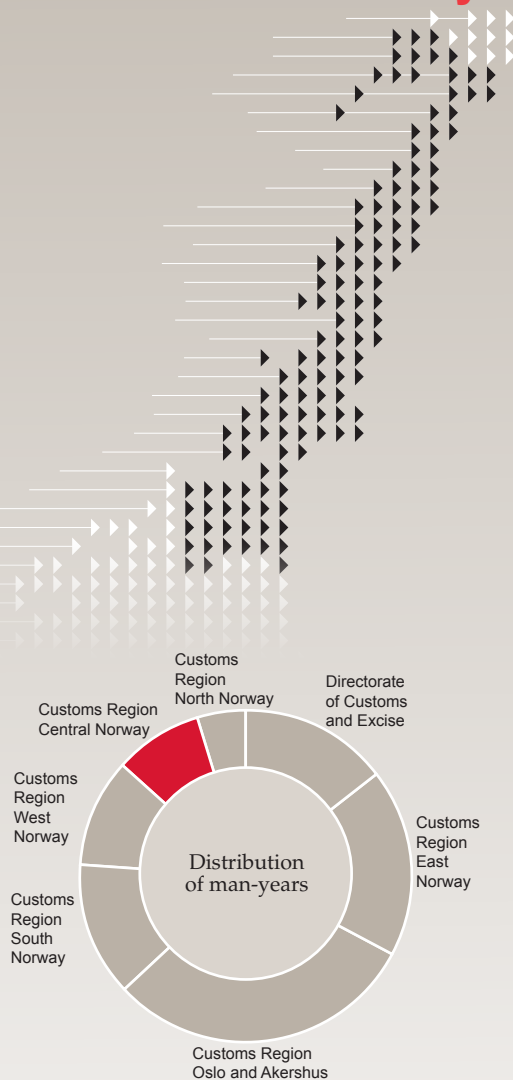 Customs
Region
North Norway
Directorate
of Customs
and Excise
Customs Region
Central Norway
Customs
Region
West
Norway
Customs
Region
East
Norway
Distribution
of man-years
Customs
Region
South
Norway
Customs Region
Oslo and Akershus